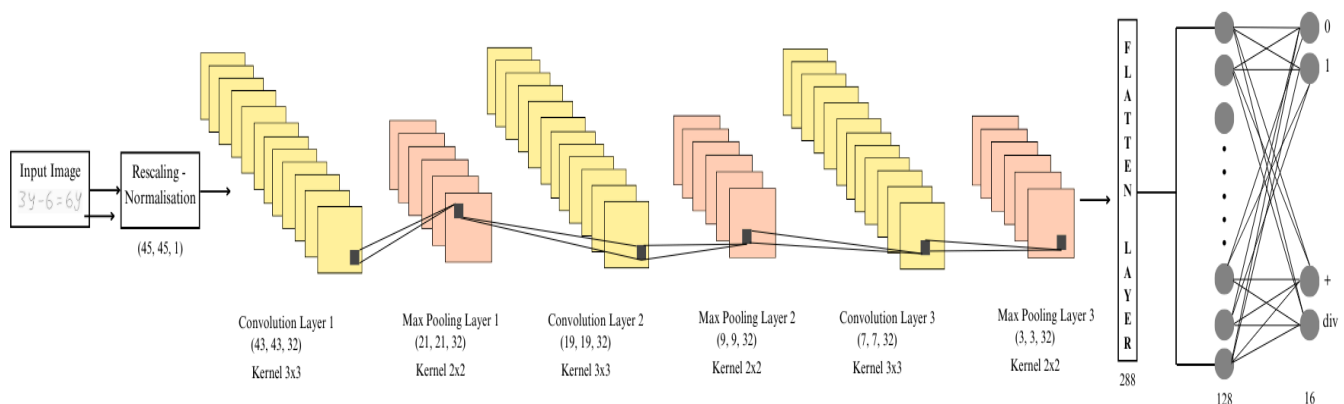 Input Image
3y-6=6y
Rescaling -
Normalisation
(45, 45, 1)
Convolution Layer 1
(43, 43, 32)
Kernel 3x3
Max Pooling Layer 1
(21, 21, 32)
Kernel 2x2
Convolution Layer 2
(19, 19, 32)
Kernel 3x3
Max Pooling Layer 2
(9, 9, 32)
Kernel 2x2
Convolution Layer 3
(7, 7, 32)
Kernel 3x3
Max Pooling Layer 3
(3, 3, 32)
Kernel 2x2
FLATTEN LAYER
288
128
0
1
+
div
16